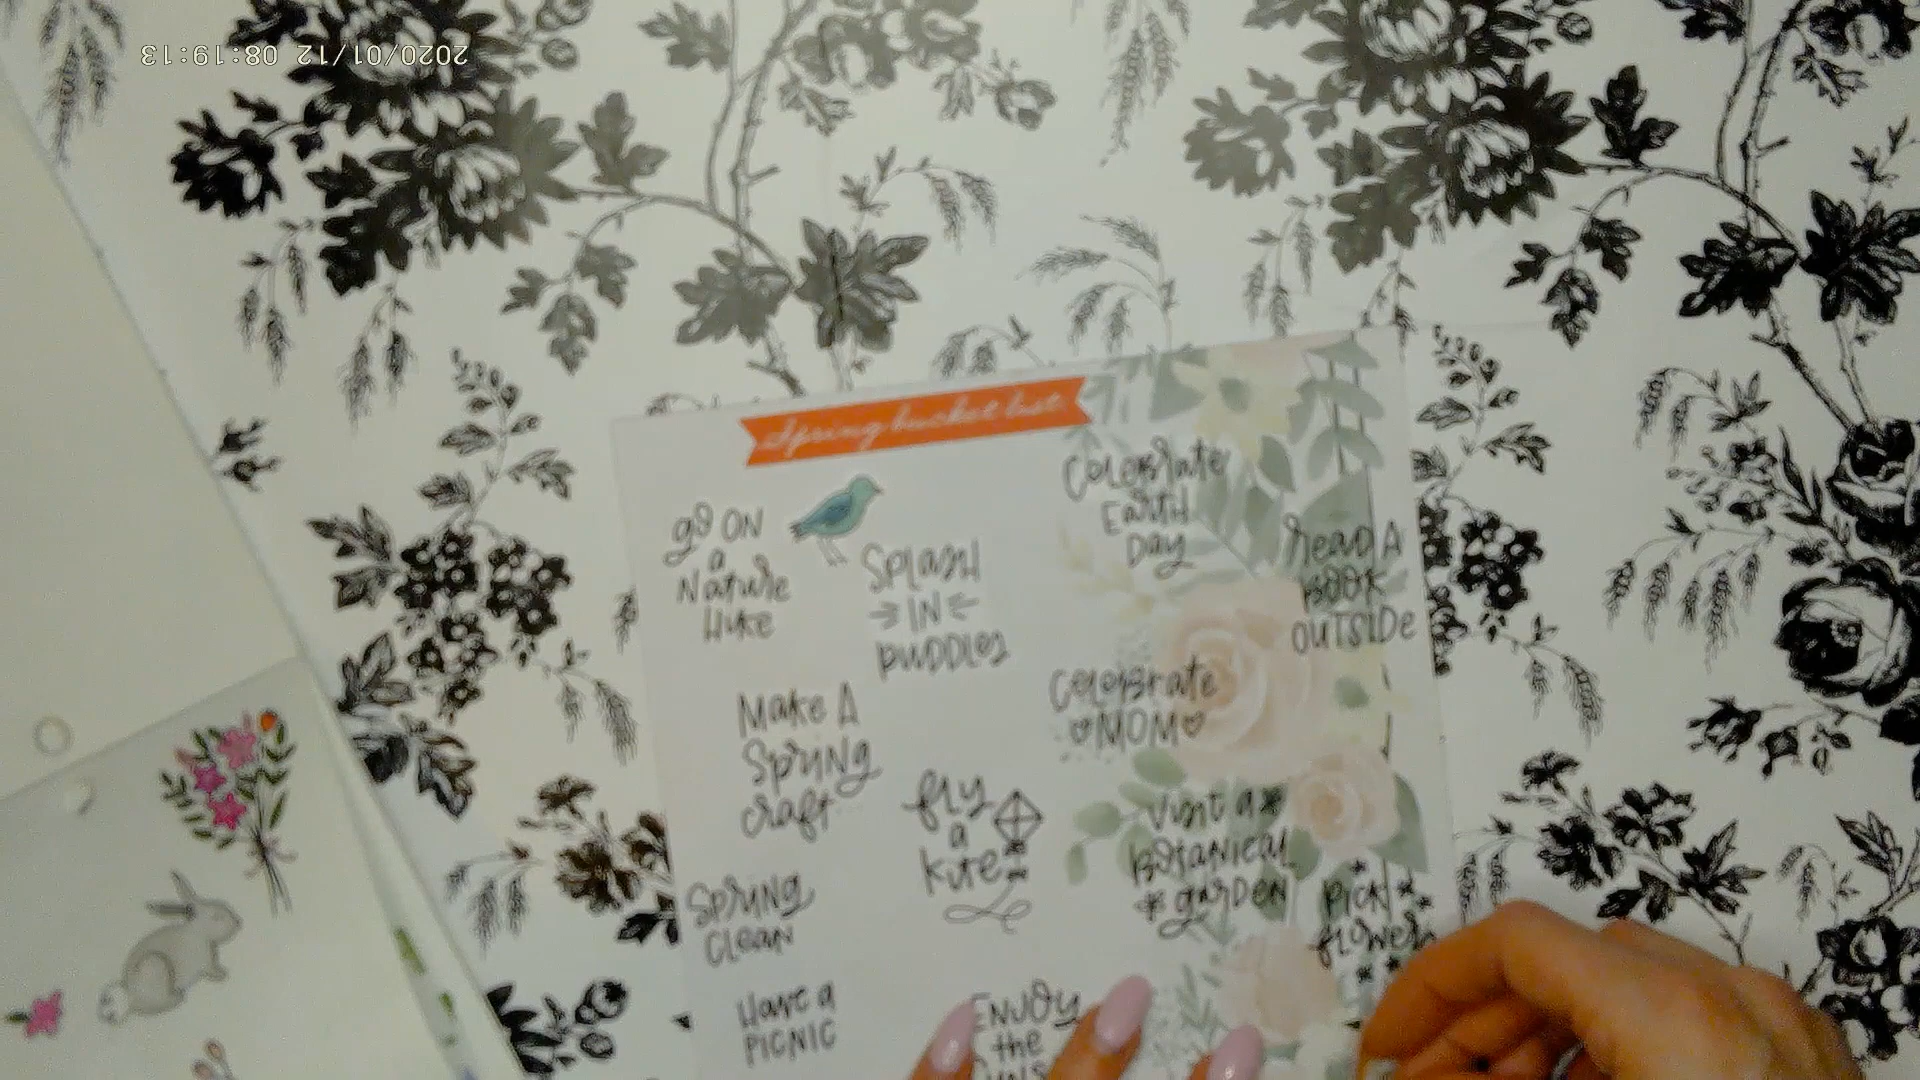 2020/01/12 08:19:13
Spring bucket list
go ON
a
Nature
Hike
Splash
IN
puddles
Celebrate
Earth
Day
Read A
BOOK
OUTSIDE
Make A
Spring
craft
Celebrate
MOM
fly
a
kite
Visit a
BOTANICAL
garden
Spring
Clean
PICK
flowers
Have a
PICNIC
ENJOY
the